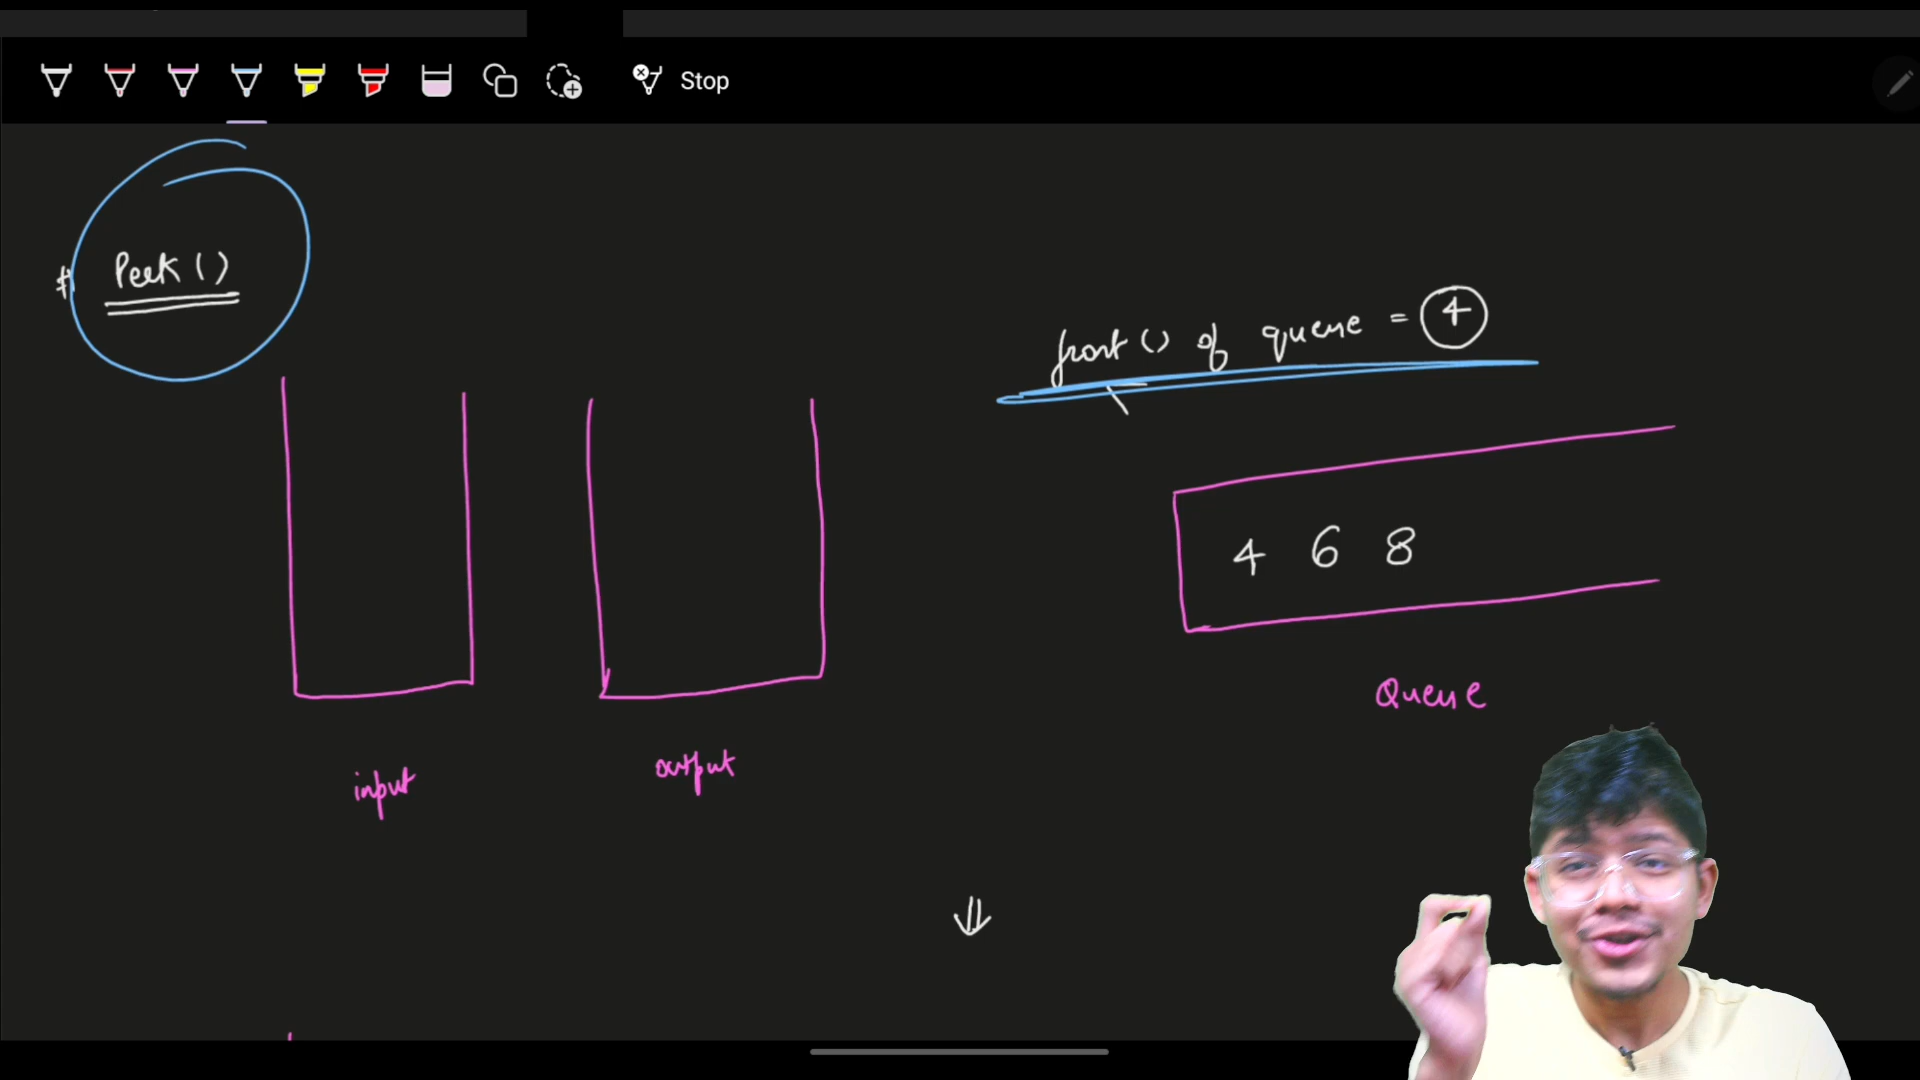 Stop
# Peek ()
front () of queue = 4
4 6 8
Queue
input
output